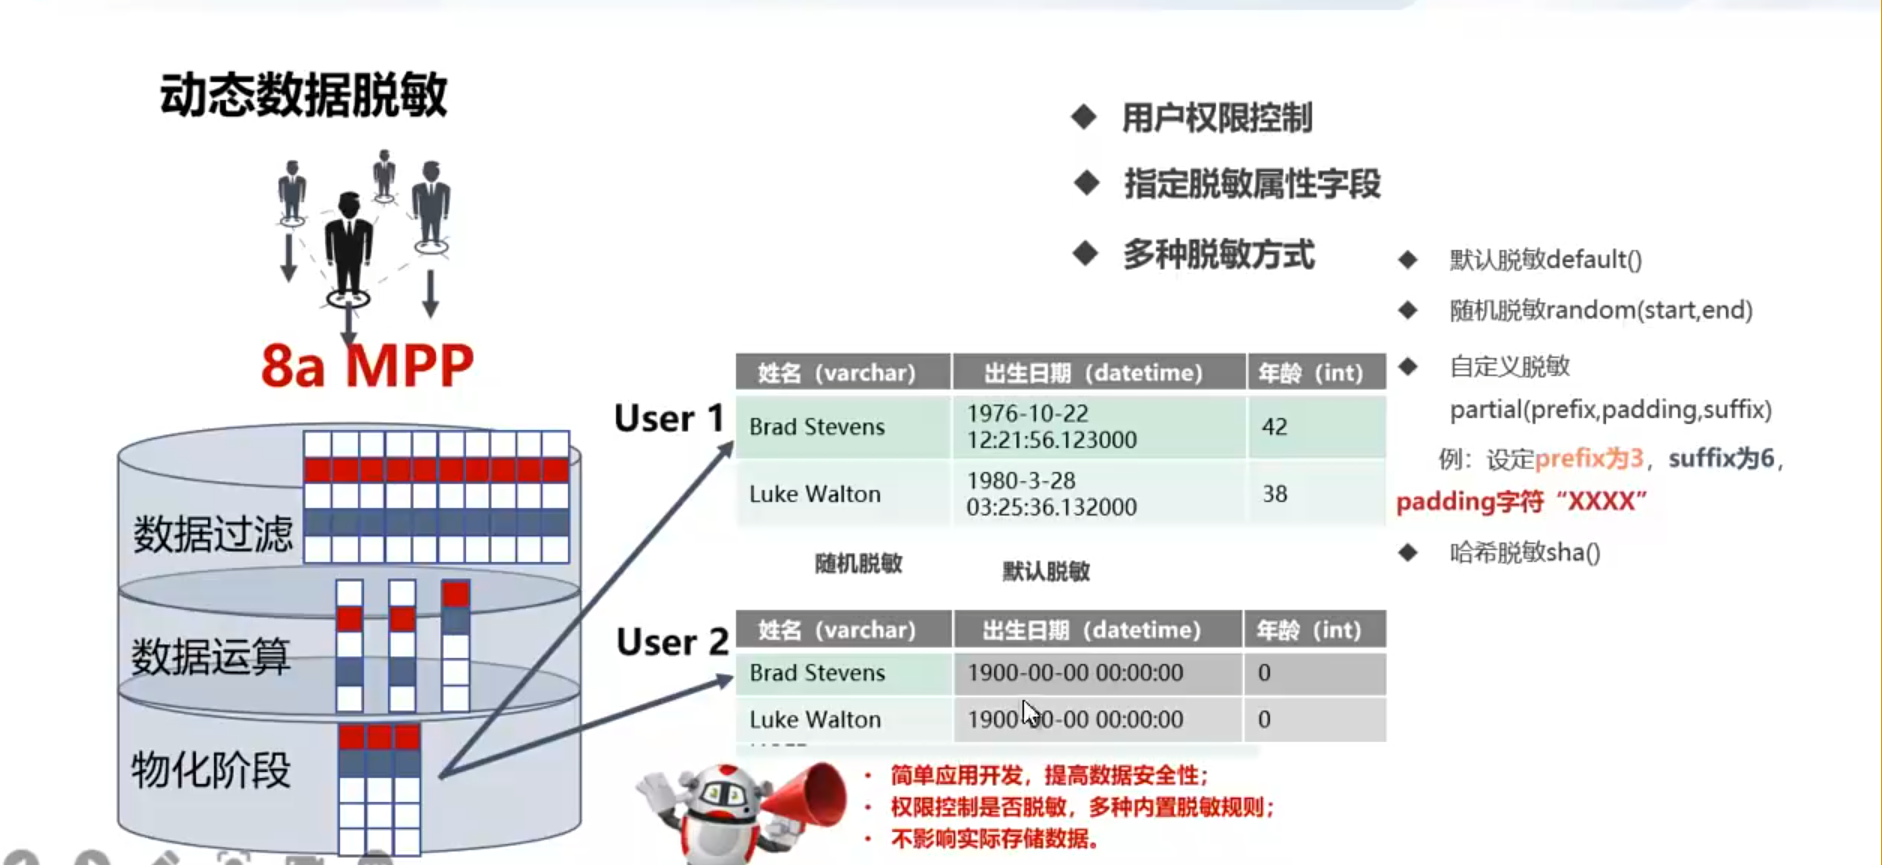 动态数据脱敏
8a MPP
数据过滤
数据运算
物化阶段
◆ 用户权限控制
◆ 指定脱敏属性字段
◆ 多种脱敏方式
◆ 默认脱敏default()
◆ 随机脱敏random(start,end)
◆ 自定义脱敏
partial(prefix,padding,suffix)
例：设定prefix为3，suffix为6，
padding字符“XXXX”
◆ 哈希脱敏sha()
User 1
姓名（varchar） 出生日期（datetime） 年龄（int）
Brad Stevens 1976-10-22 12:21:56.123000 42
Luke Walton 1980-3-28 03:25:36.132000 38
随机脱敏 默认脱敏
User 2
姓名（varchar） 出生日期（datetime） 年龄（int）
Brad Stevens 1900-00-00 00:00:00 0
Luke Walton 1900-00-00 00:00:00 0
• 简单应用开发，提高数据安全性；
• 权限控制是否脱敏，多种内置脱敏规则；
• 不影响实际存储数据。